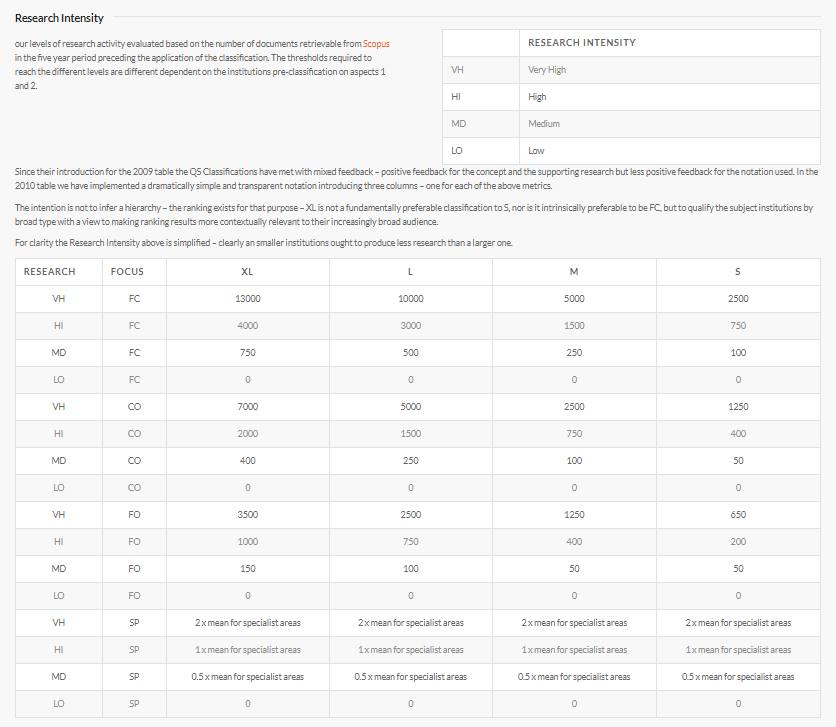 Research Intensity
our levels of research activity evaluated based on the number of documents retrievable from Scopus
in the five year period preceding the application of the classification. The thresholds required to
reach the different levels are different dependent on the institutions pre-classification on aspects 1
and 2.
RESEARCH INTENSITY
VH Very High
HI High
MD Medium
LO Low
Since their introduction for the 2009 table the QS Classifications have met with mixed feedback – positive feedback for the concept and the supporting research but less positive feedback for the notation used. In the
2010 table we have implemented a dramatically simple and transparent notation introducing three columns – one for each of the above metrics.
The intention is not to infer a hierarchy – the ranking exists for that purpose – XL is not a fundamentally preferable classification to S, nor is it intrinsically preferable to be FC, but to qualify the subject institutions by
broad type with a view to making ranking results more contextually relevant to their increasingly broad audience.
For clarity the Research Intensity above is simplified – clearly an smaller institutions ought to produce less research than a larger one.
RESEARCH FOCUS XL L M S
VH FC 13000 10000 5000 2500
HI FC 4000 3000 1500 750
MD FC 750 500 250 100
LO FC 0 0 0 0
VH CO 7000 5000 2500 1250
HI CO 2000 1500 750 400
MD CO 400 250 100 50
LO CO 0 0 0 0
VH FO 3500 2500 1250 650
HI FO 1000 750 400 200
MD FO 150 100 50 50
LO FO 0 0 0 0
VH SP 2 x mean for specialist areas 2 x mean for specialist areas 2 x mean for specialist areas 2 x mean for specialist areas
HI SP 1 x mean for specialist areas 1 x mean for specialist areas 1 x mean for specialist areas 1 x mean for specialist areas
MD SP 0.5 x mean for specialist areas 0.5 x mean for specialist areas 0.5 x mean for specialist areas 0.5 x mean for specialist areas
LO SP 0 0 0 0